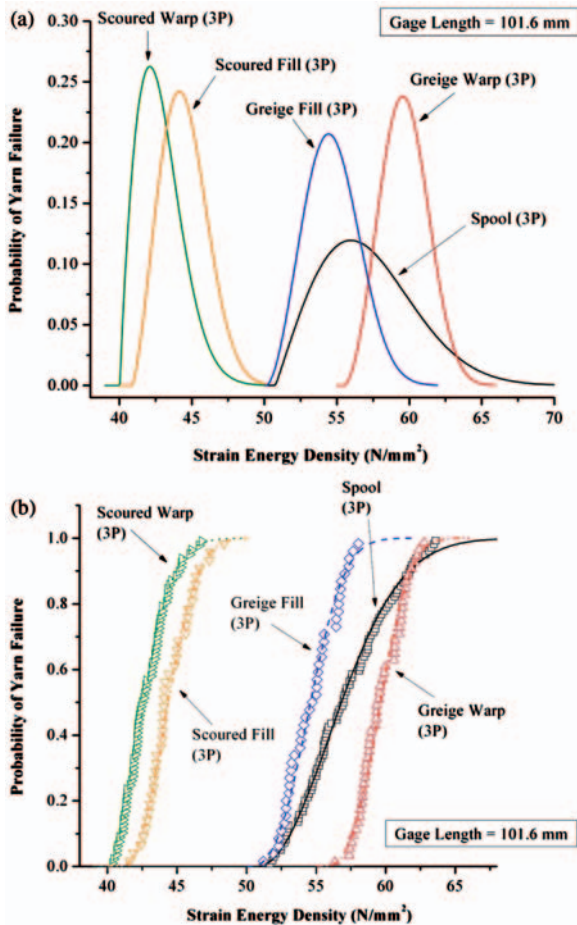 (a)
Scoured Warp (3P)
Gage Length = 101.6 mm
0.30
Scoured Fill (3P)
Greige Warp (3P)
0.25
Greige Fill (3P)
0.20
Spool (3P)
0.15
0.10
0.05
0.00
Probability of Yarn Failure
40 45 50 55 60 65 70
Strain Energy Density (N/mm²)
(b)
Spool
(3P)
Scoured Warp
(3P)
1.0
Greige Fill
(3P)
0.8
0.6
Scoured Fill
(3P)
Greige Warp
(3P)
0.4
0.2
Gage Length = 101.6 mm
0.0
Probability of Yarn Failure
40 45 50 55 60 65
Strain Energy Density (N/mm²)